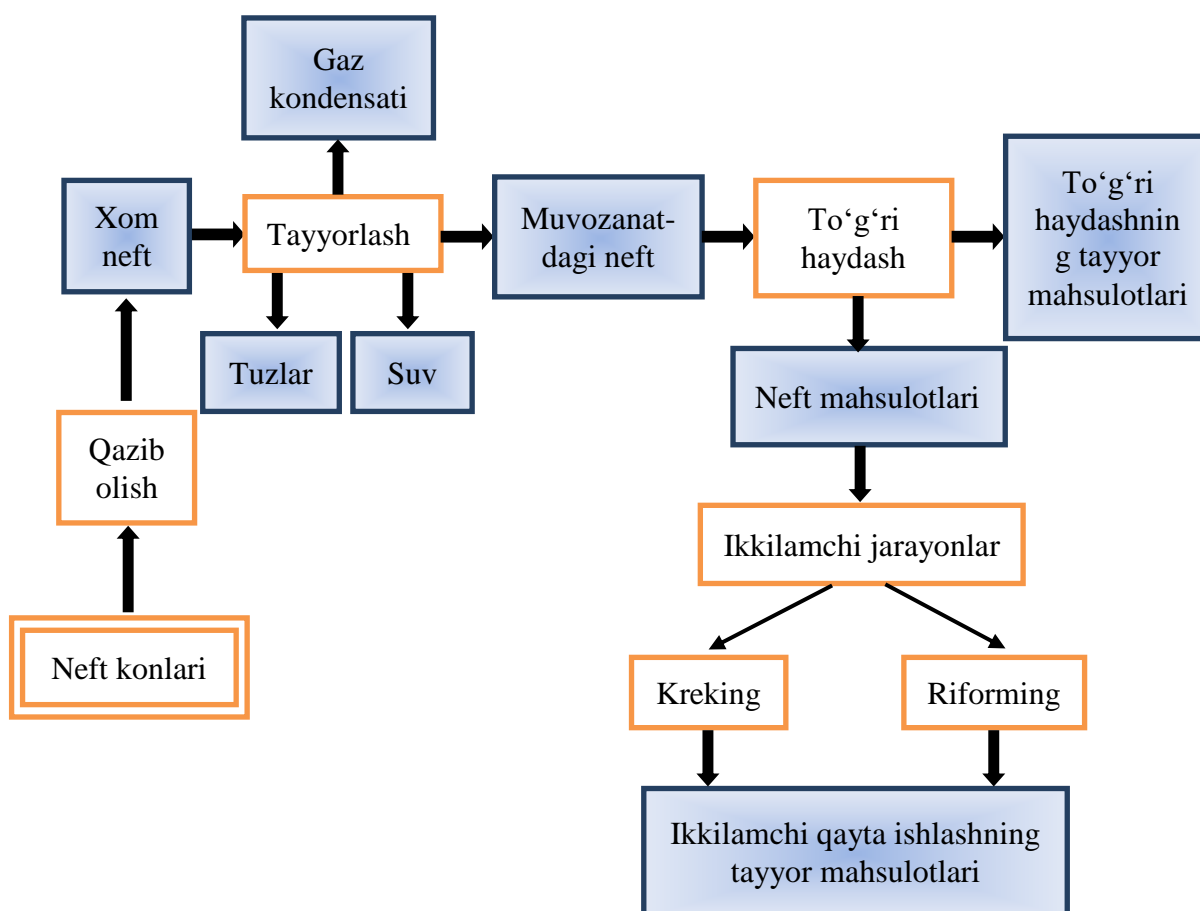 Gaz
kondensati
Xom
neft
Tayyorlash
Muvozanat-
dagi neft
To‘g‘ri
haydash
To‘g‘ri
haydashnin
g tayyor
mahsulotlari
Tuzlar
Suv
Neft mahsulotlari
Qazib
olish
Ikkilamchi jarayonlar
Neft konlari
Kreking
Riforming
Ikkilamchi qayta ishlashning
tayyor mahsulotlari